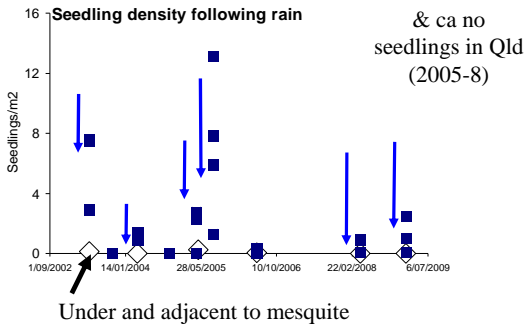 Seedling density following rain
& ca no
seedlings in Qld
(2005-8)
Seedlings/m2
16
12
8
4
0
1/09/2002 14/01/2004 28/05/2005 10/10/2006 22/02/2008 6/07/2009
Under and adjacent to mesquite